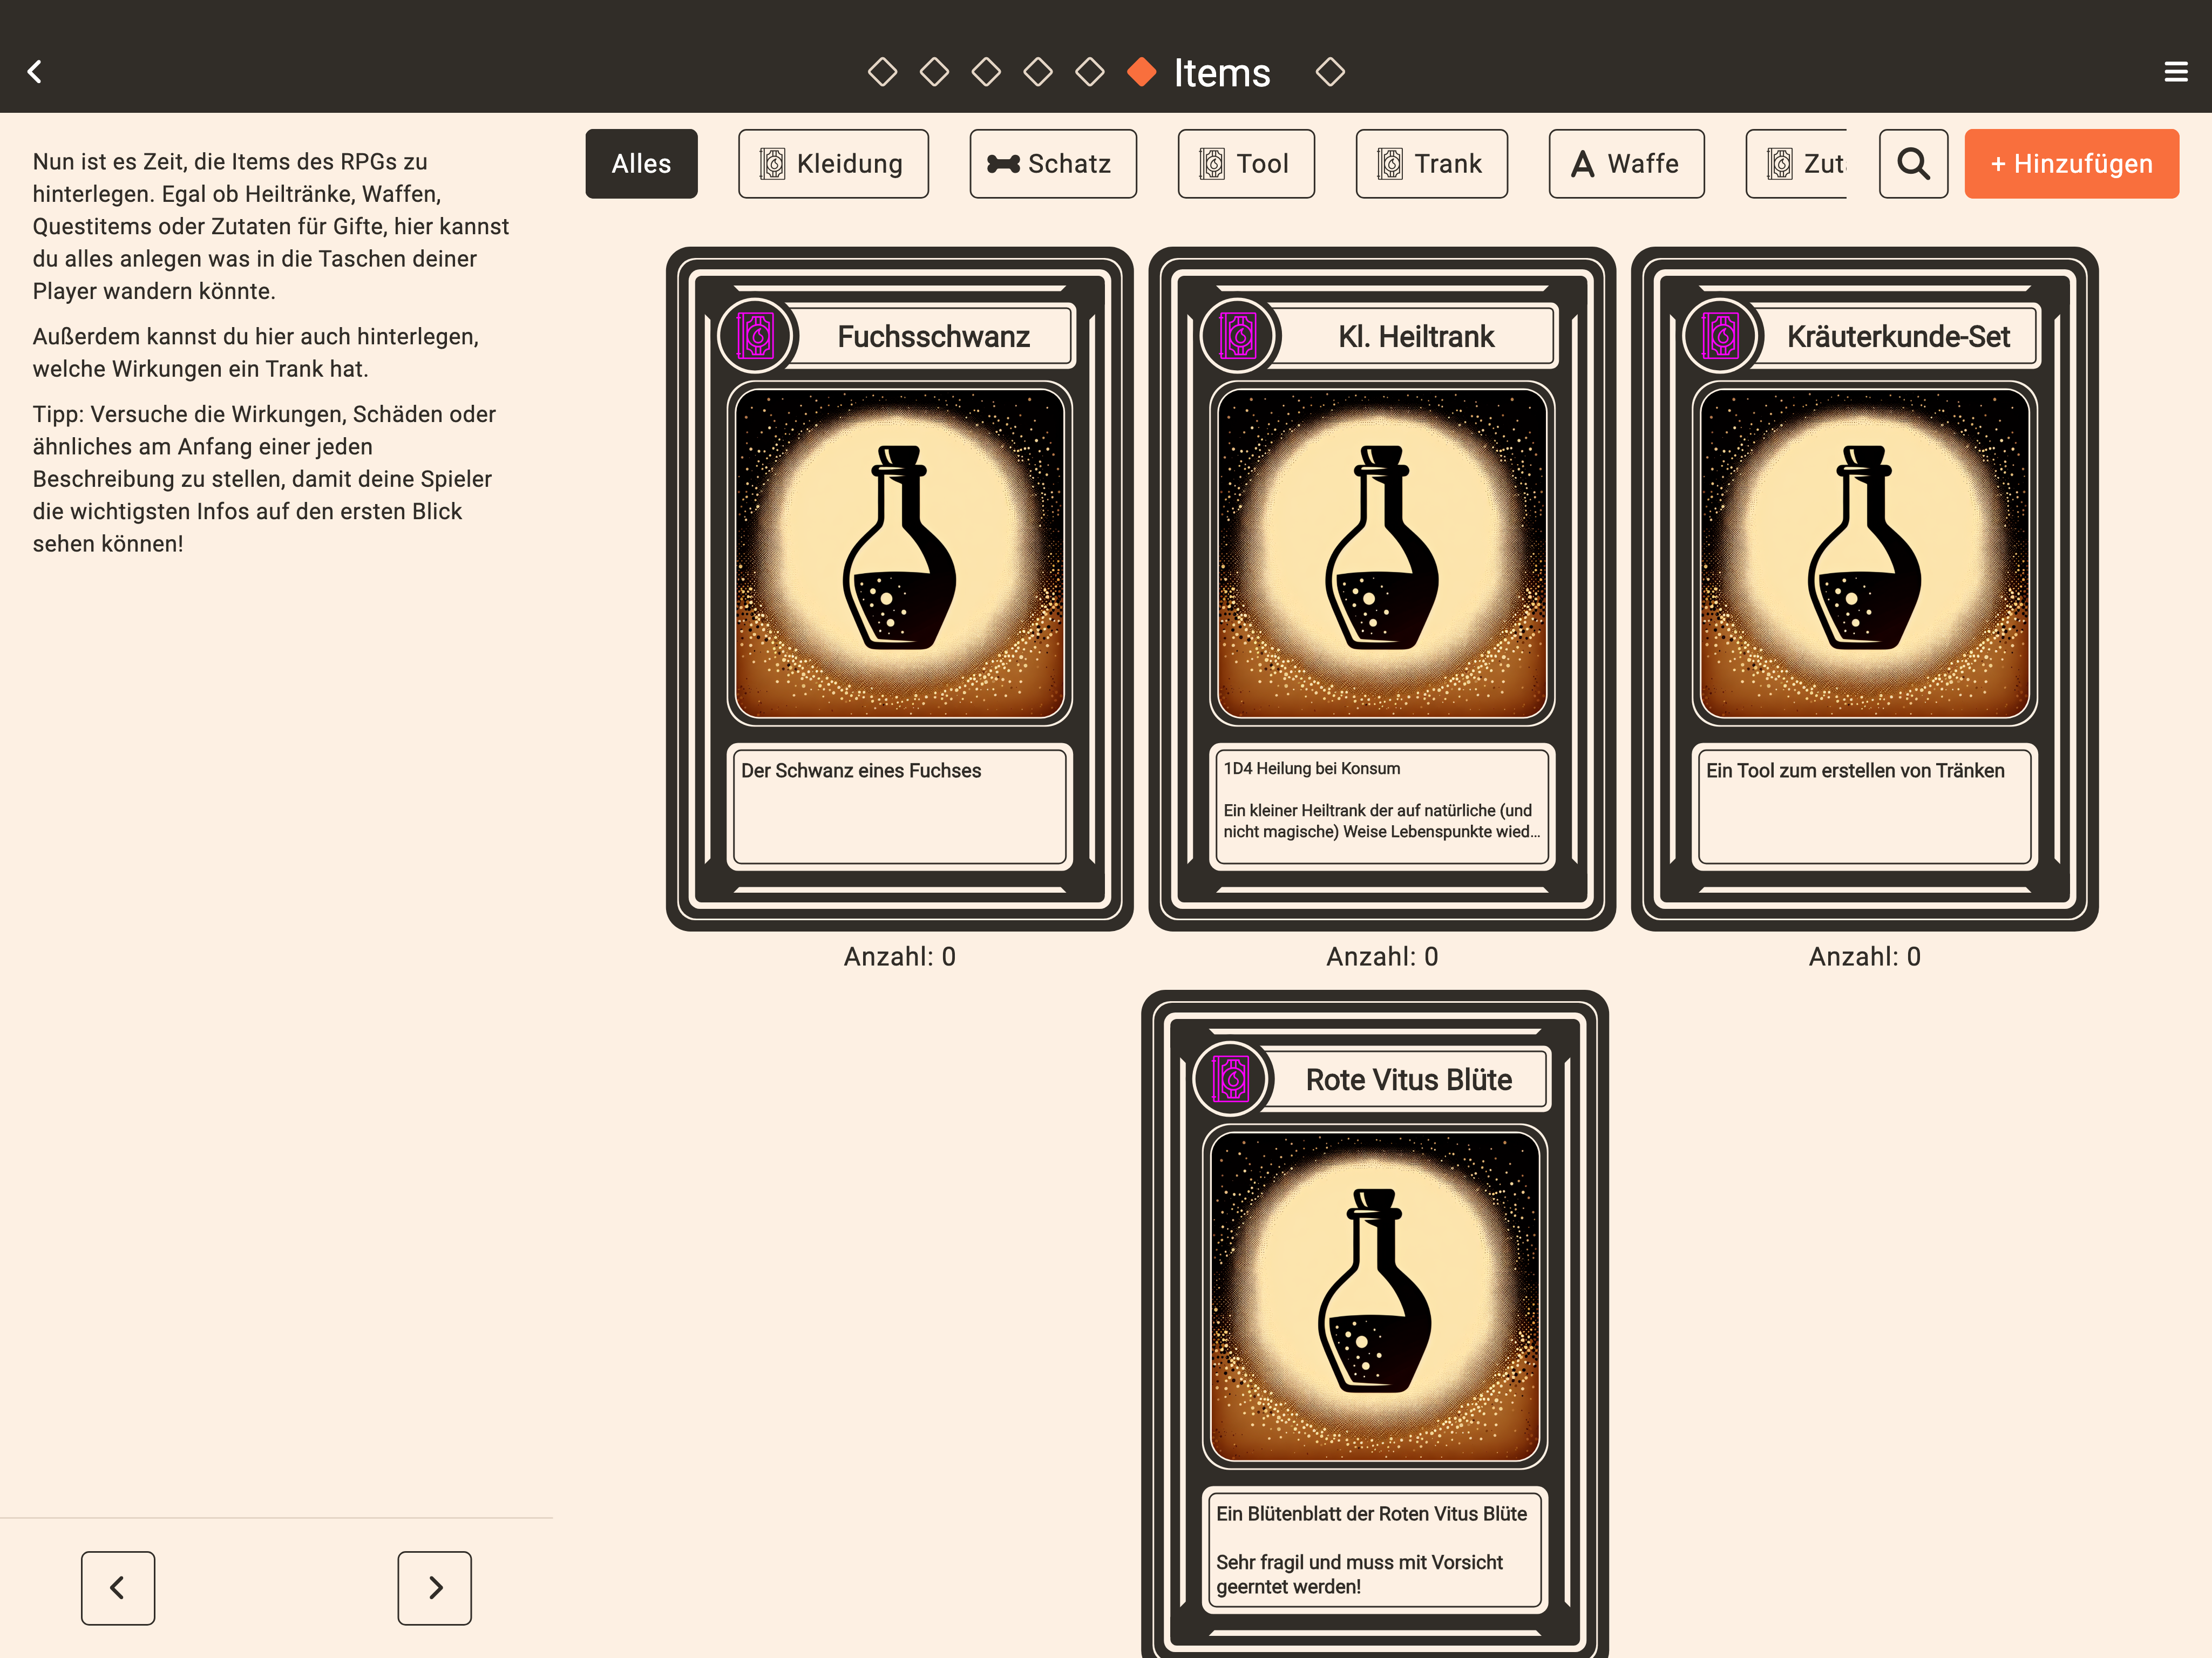 Items
Nun ist es Zeit, die Items des RPGs zu
hinterlegen. Egal ob Heiltränke, Waffen,
Questitems oder Zutaten für Gifte, hier kannst
du alles anlegen was in die Taschen deiner
Player wandern könnte.
Außerdem kannst du hier auch hinterlegen,
welche Wirkungen ein Trank hat.
Tipp: Versuche die Wirkungen, Schäden oder
ähnliches am Anfang einer jeden
Beschreibung zu stellen, damit deine Spieler
die wichtigsten Infos auf den ersten Blick
sehen können!
Alles
Kleidung
Schatz
Tool
Trank
A Waffe
Zut
+ Hinzufügen
Fuchsschwanz
Der Schwanz eines Fuchses
Anzahl: 0
Kl. Heiltrank
1D4 Heilung bei Konsum
Ein kleiner Heiltrank der auf natürliche (und
nicht magische) Weise Lebenspunkte wied...
Anzahl: 0
Kräuterkunde-Set
Ein Tool zum erstellen von Tränken
Anzahl: 0
Rote Vitus Blüte
Ein Blütenblatt der Roten Vitus Blüte
Sehr fragil und muss mit Vorsicht
geerntet werden!